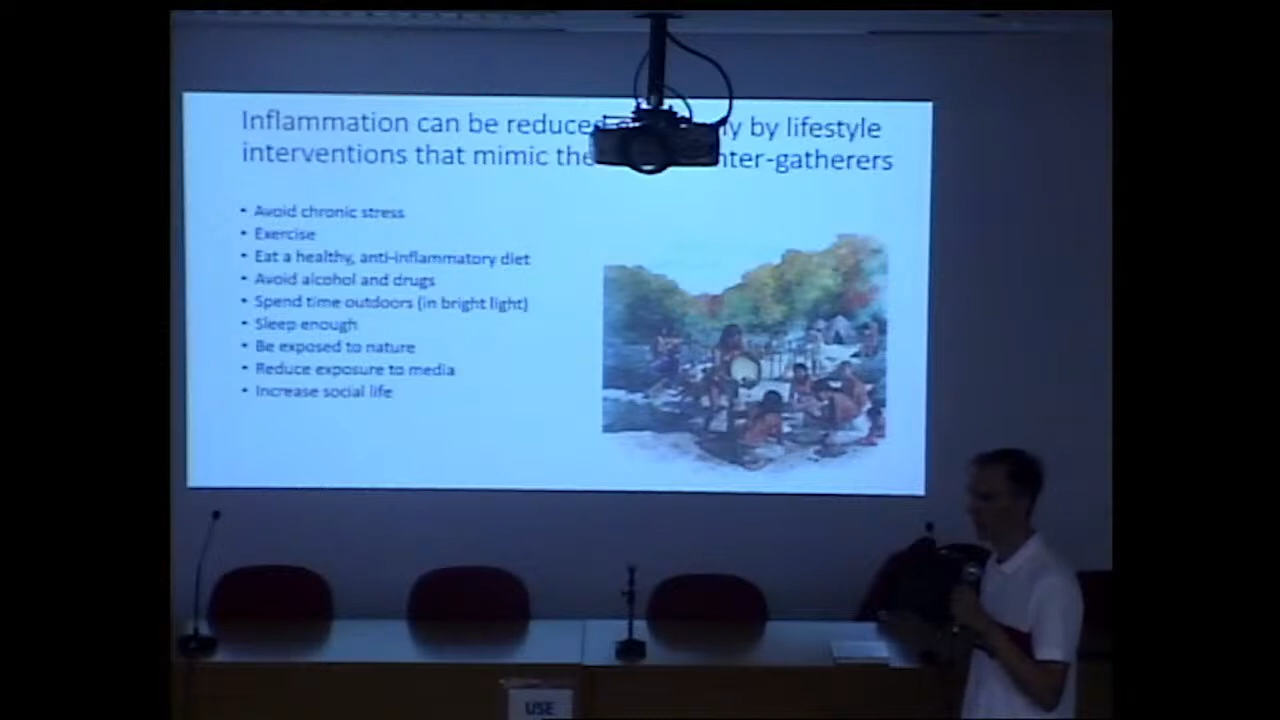 Inflammation can be reduced by lifestyle
interventions that mimic the hunter-gatherers
• Avoid chronic stress
• Exercise
• Eat a healthy, anti-inflammatory diet
• Avoid alcohol and drugs
• Spend time outdoors (in bright light)
• Sleep enough
• Be exposed to nature
• Reduce exposure to media
• Increase social life
USE